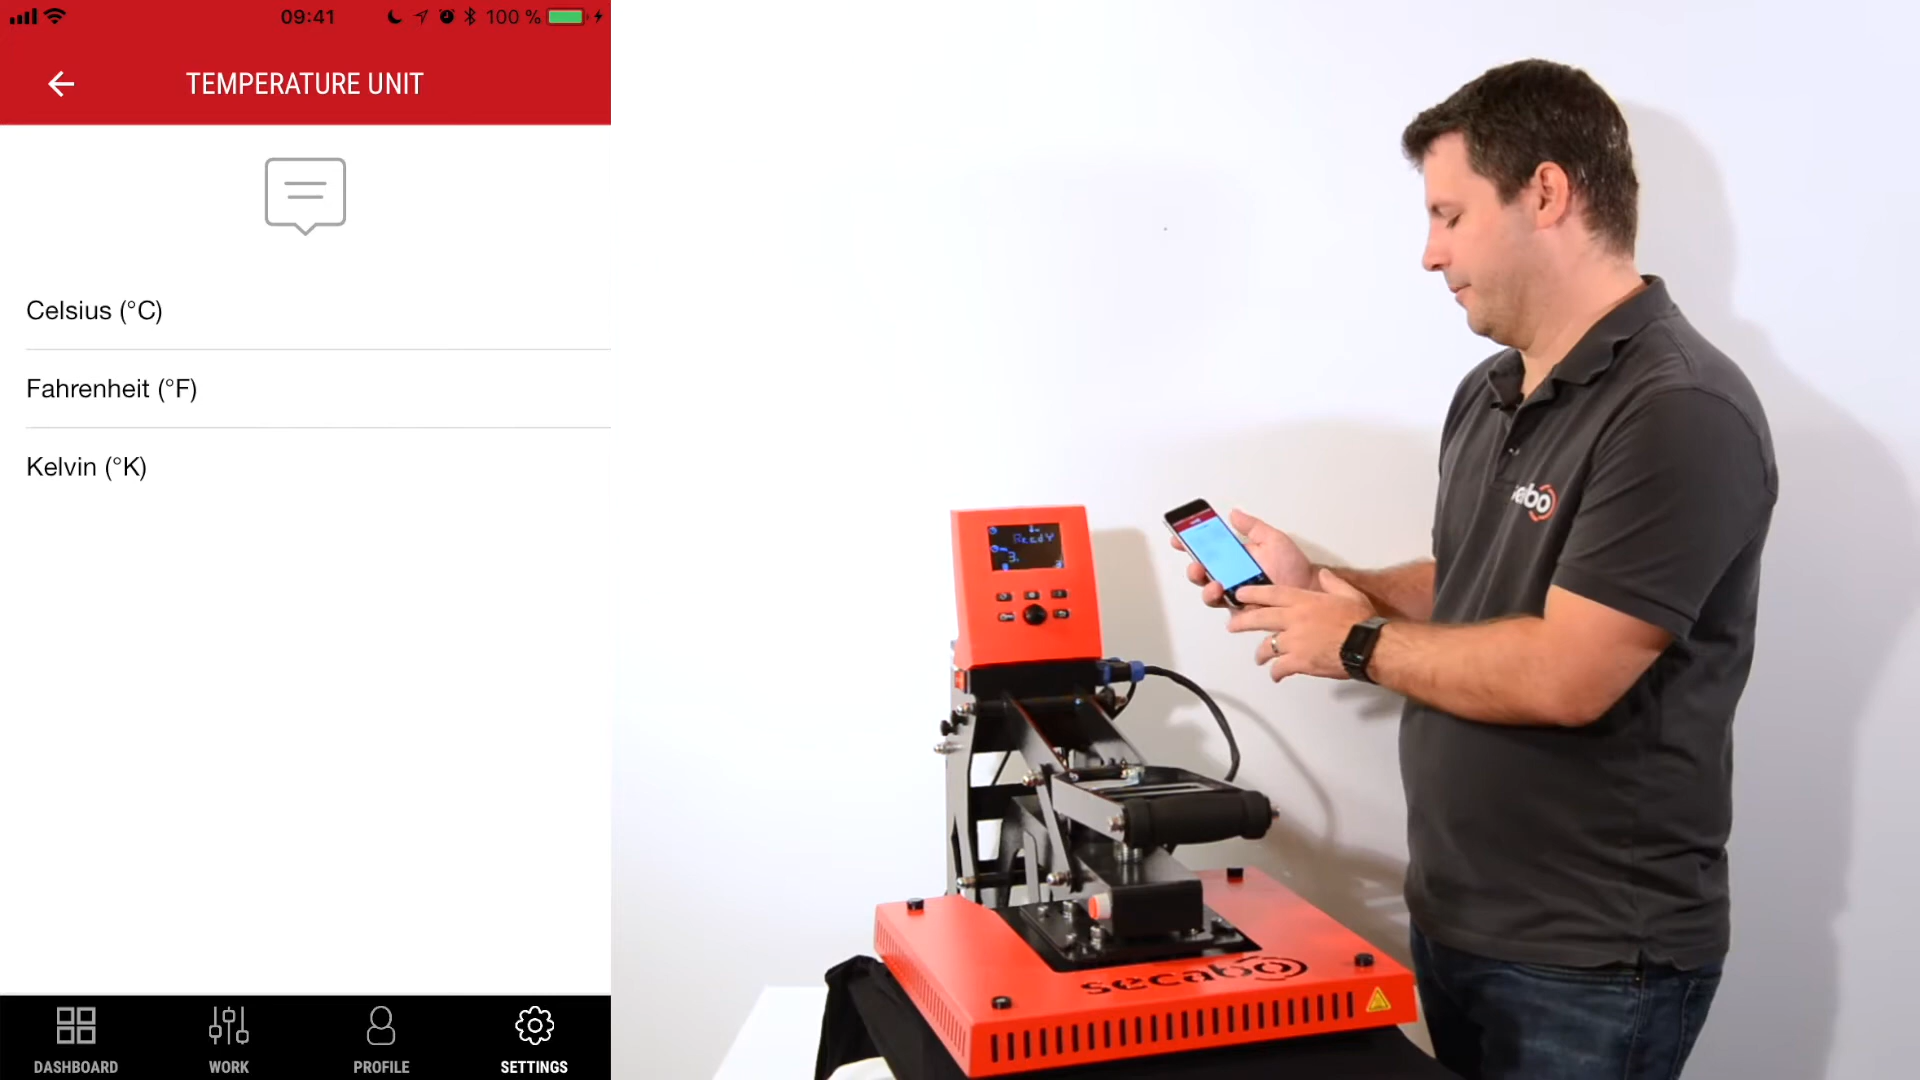 09:41
100 %
TEMPERATURE UNIT
Celsius (°C)
Fahrenheit (°F)
Kelvin (°K)
DASHBOARD
WORK
PROFILE
SETTINGS
Ready
secabo